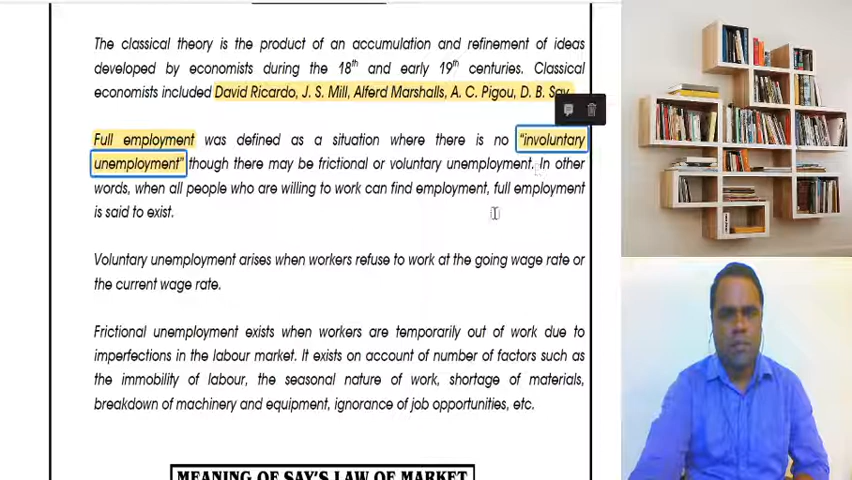 The classical theory is the product of an accumulation and refinement of ideas
developed by economists during the 18th and early 19th centuries. Classical
economists included David Ricardo, J. S. Mill, Alferd Marshalls, A. C. Pigou, D. B. Say.
Full employment was defined as a situation where there is no "involuntary
unemployment" though there may be frictional or voluntary unemployment. In other
words, when all people who are willing to work can find employment, full employment
is said to exist.
Voluntary unemployment arises when workers refuse to work at the going wage rate or
the current wage rate.
Frictional unemployment exists when workers are temporarily out of work due to
imperfections in the labour market. It exists on account of number of factors such as
the immobility of labour, the seasonal nature of work, shortage of materials,
breakdown of machinery and equipment, ignorance of job opportunities, etc.
MEANING OF SAY'S LAW OF MARKET